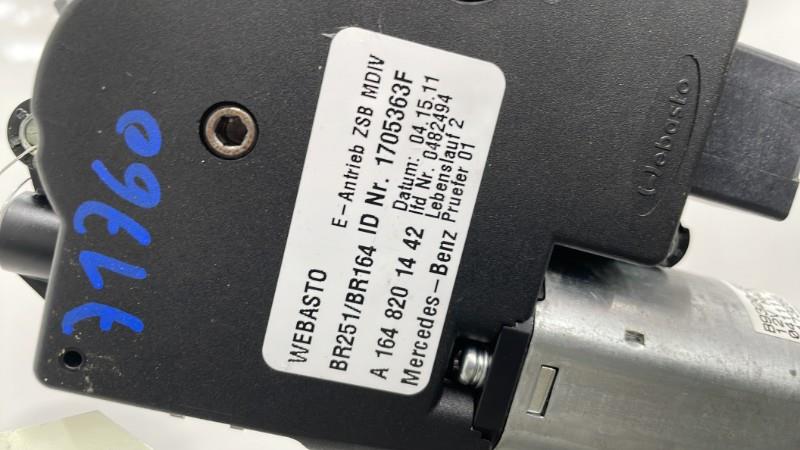 WEBASTO E-Antrieb ZSB MDIV
BR251/BR164 ID Nr. 1705363F
A 164 820 14 42 Datum: 04.15.11
lfd Nr. 0482494
Lebenslauf 2
Mercedes-Benz Pruefer 01
Webasto
71760